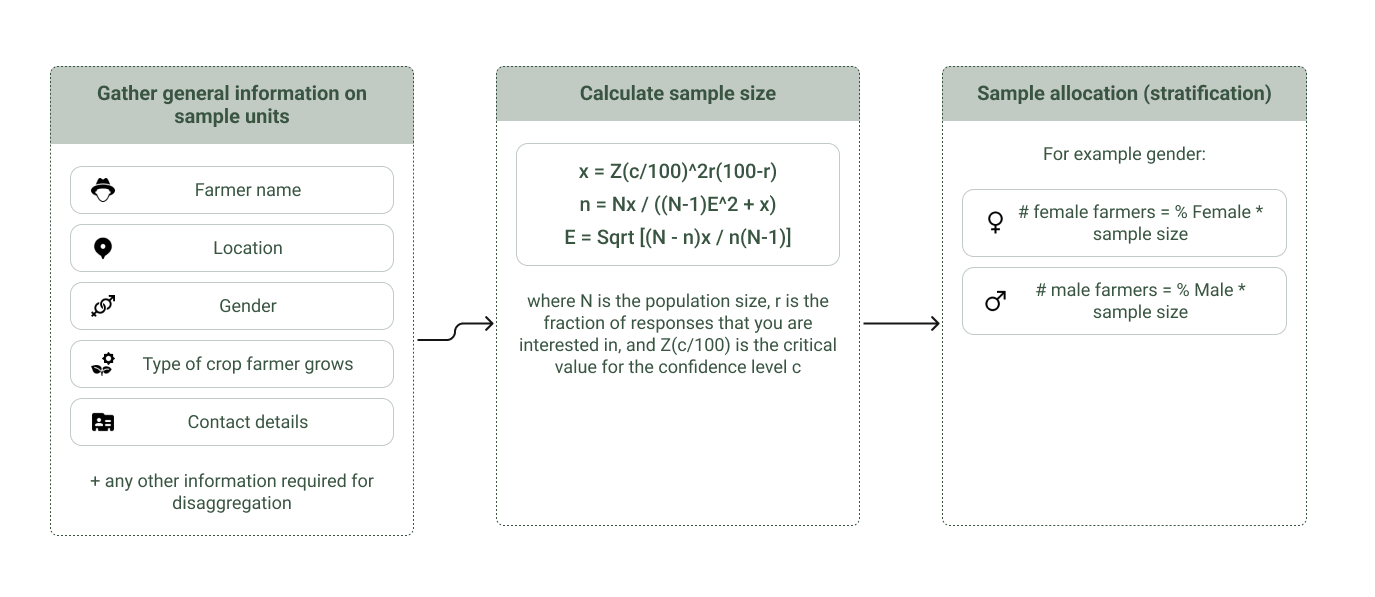 Gather general information on
sample units
Farmer name
Location
Gender
Type of crop farmer grows
Contact details
+ any other information required for
disaggregation
Calculate sample size
x = Z(c/100)^2r(100-r)
n = Nx / ((N-1)E^2 + x)
E = Sqrt [(N - n)x / n(N-1)]
where N is the population size, r is the
fraction of responses that you are
interested in, and Z(c/100) is the critical
value for the confidence level c
Sample allocation (stratification)
For example gender:
# female farmers = % Female *
sample size
# male farmers = % Male *
sample size